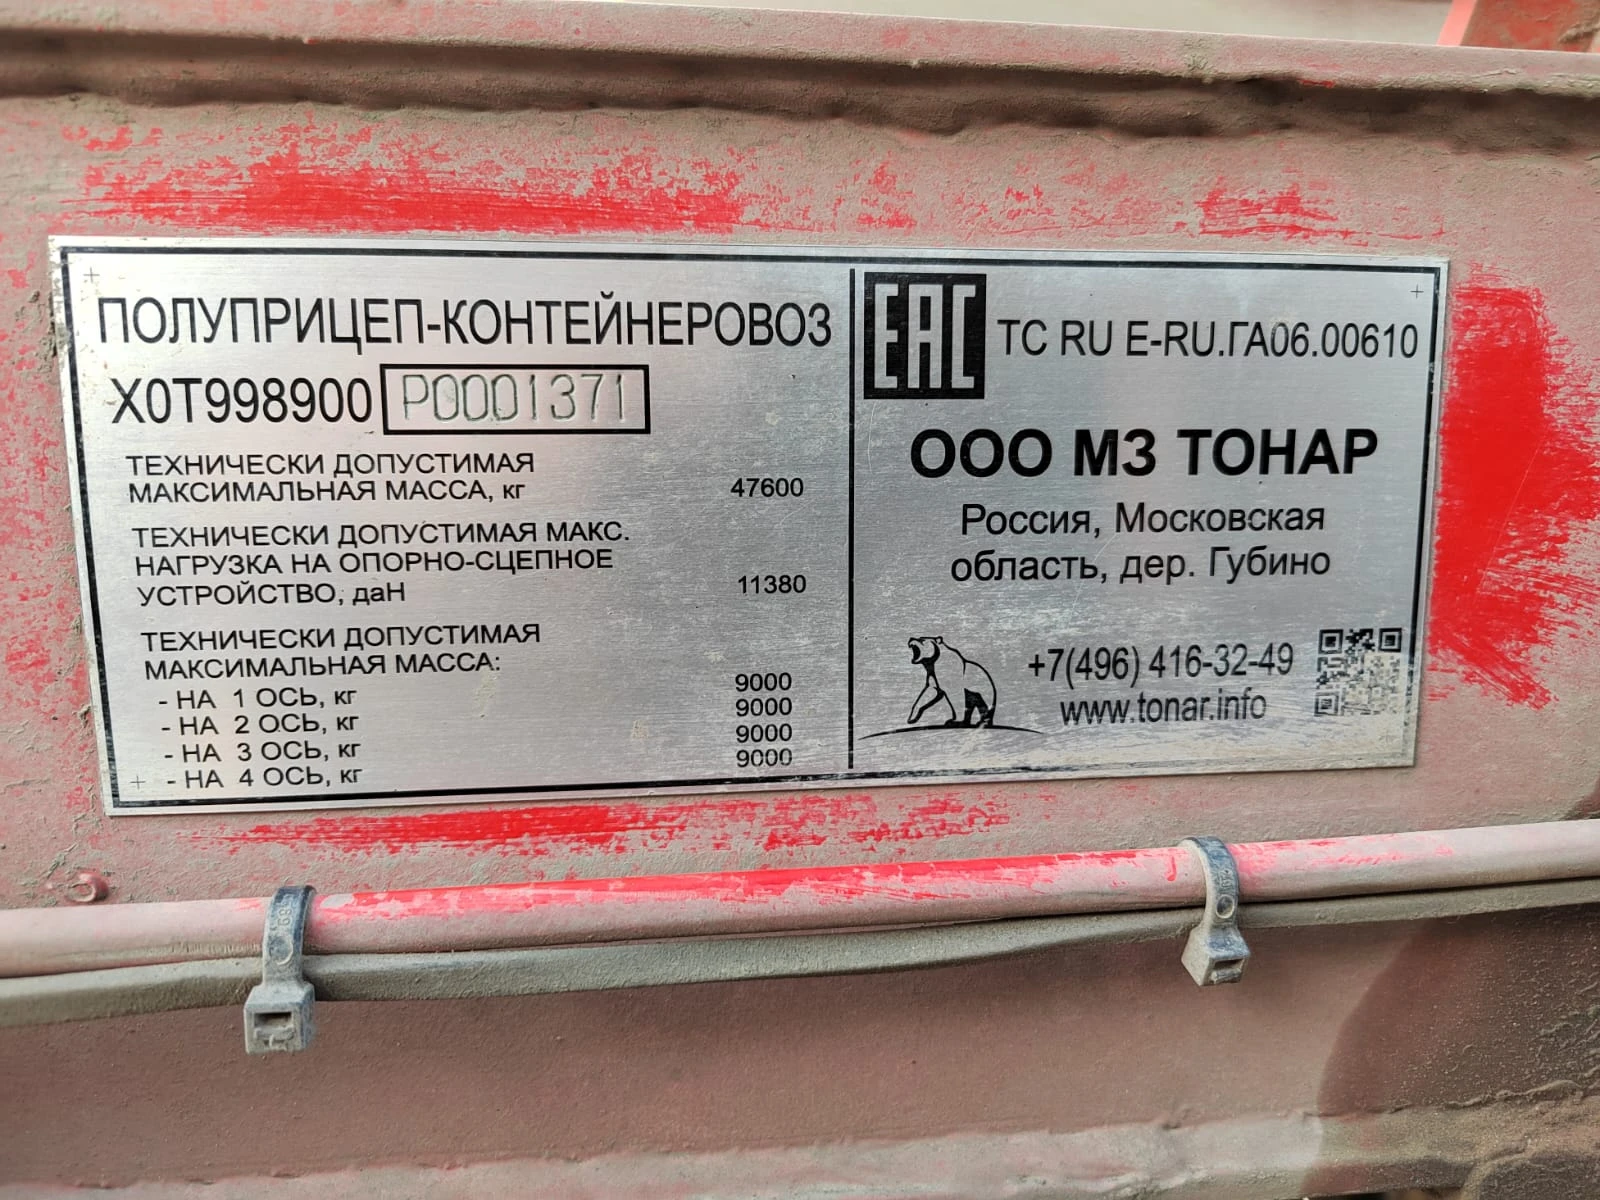 ПОЛУПРИЦЕП-КОНТЕЙНЕРОВОЗ
X0T998900 P0001371
ТЕХНИЧЕСКИ ДОПУСТИМАЯ
МАКСИМАЛЬНАЯ МАССА, кг 47600
ТЕХНИЧЕСКИ ДОПУСТИМАЯ МАКС.
НАГРУЗКА НА ОПОРНО-СЦЕПНОЕ
УСТРОЙСТВО, даН 11380
ТЕХНИЧЕСКИ ДОПУСТИМАЯ
МАКСИМАЛЬНАЯ МАССА:
- НА 1 ОСЬ, кг 9000
- НА 2 ОСЬ, кг 9000
- НА 3 ОСЬ, кг 9000
- НА 4 ОСЬ, кг 9000
EAC ТС RU E-RU.ГА06.00610
ООО МЗ ТОНАР
Россия, Московская
область, дер. Губино
+7(496) 416-32-49
www.tonar.info